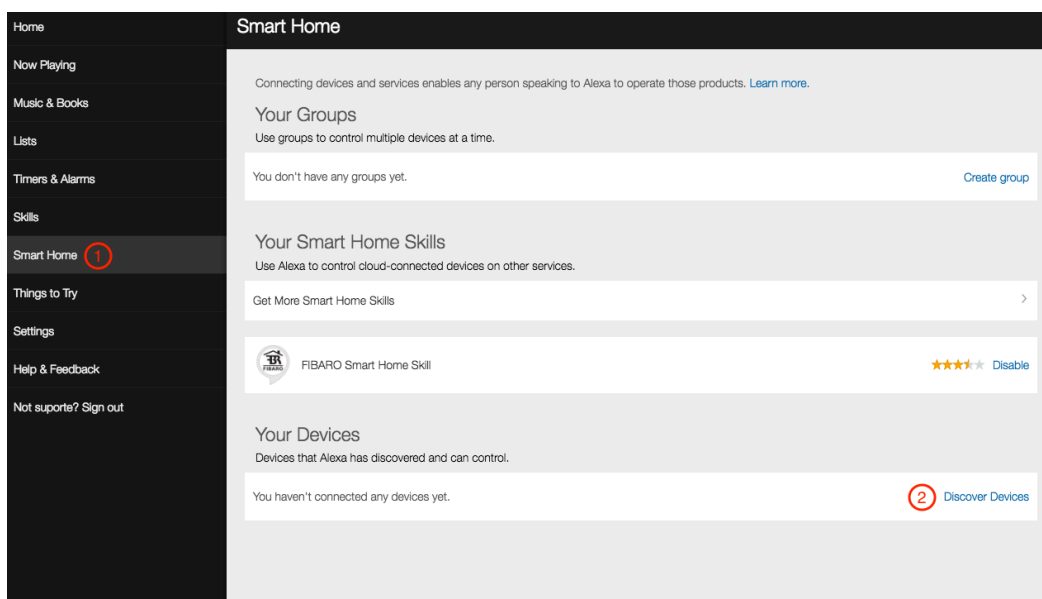 Home
Now Playing
Music & Books
Lists
Timers & Alarms
Skills
Smart Home 1
Things to Try
Settings
Help & Feedback
Not suporte? Sign out
Smart Home
Connecting devices and services enables any person speaking to Alexa to operate those products. Learn more.
Your Groups
Use groups to control multiple devices at a time.
You don't have any groups yet. Create group
Your Smart Home Skills
Use Alexa to control cloud-connected devices on other services.
Get More Smart Home Skills
FIBARO
FIBARO Smart Home Skill Disable
Your Devices
Devices that Alexa has discovered and can control.
You haven't connected any devices yet. 2 Discover Devices